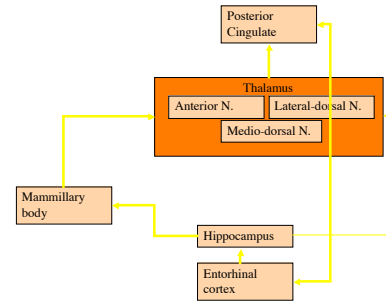 Posterior
Cingulate
Thalamus
Anterior N.
Lateral-dorsal N.
Medio-dorsal N.
Mammillary
body
Hippocampus
Entorhinal
cortex